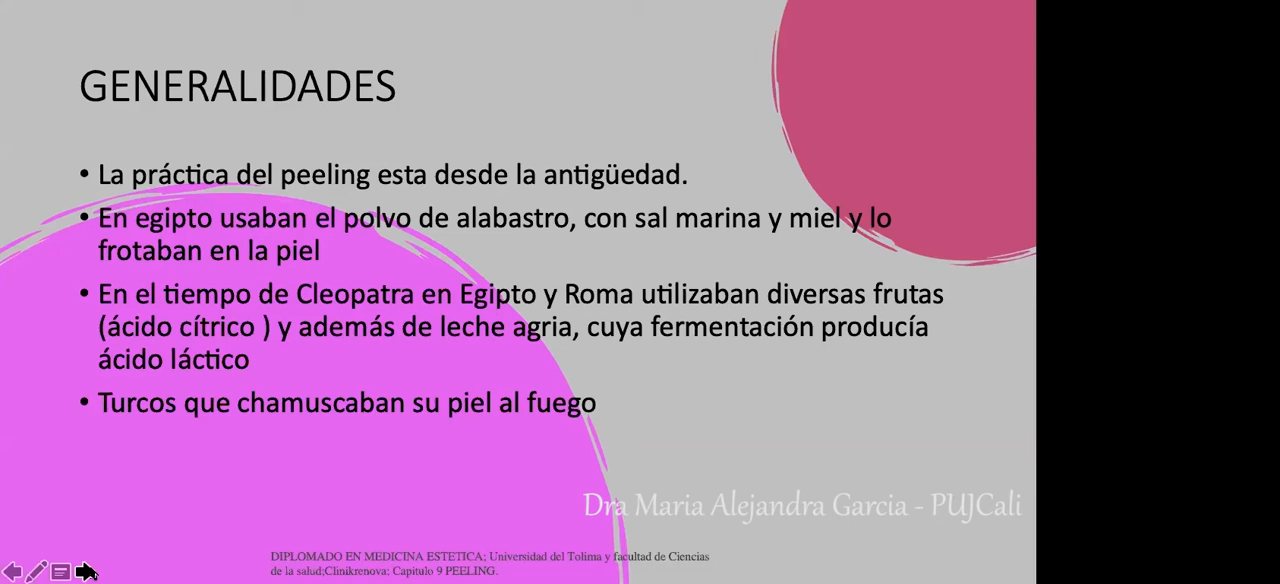 GENERALIDADES
• La práctica del peeling esta desde la antigüedad.
• En egipto usaban el polvo de alabastro, con sal marina y miel y lo
frotaban en la piel
• En el tiempo de Cleopatra en Egipto y Roma utilizaban diversas frutas
(ácido cítrico ) y además de leche agria, cuya fermentación producía
ácido láctico
• Turcos que chamuscaban su piel al fuego
Dra Maria Alejandra Garcia - PUJCali
DIPLOMADO EN MEDICINA ESTETICA; Universidad del Tolima y facultad de Ciencias
de la salud;Clinikrenova; Capitulo 9 PEELING.